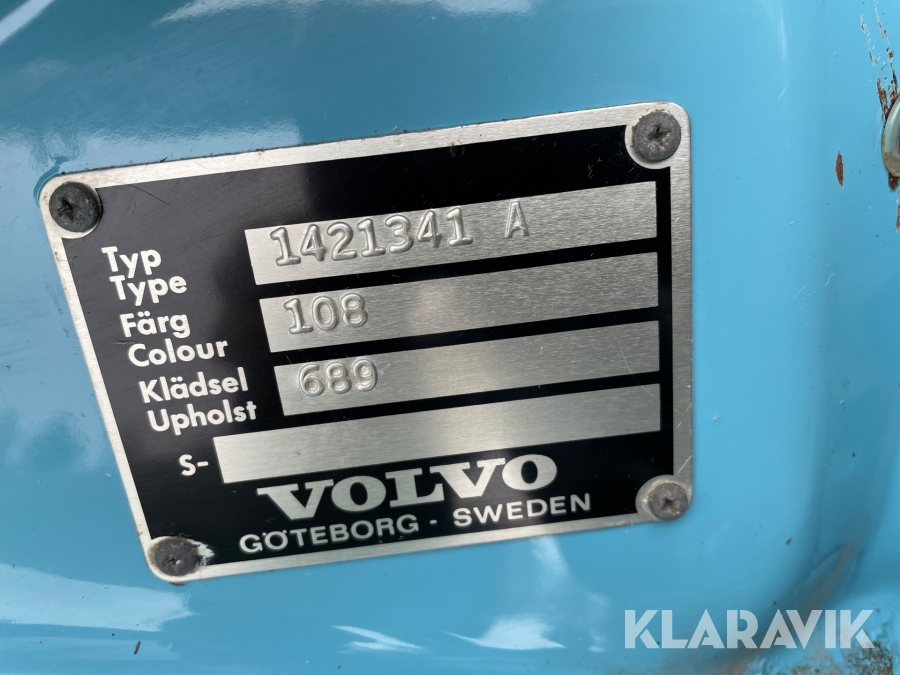 Typ
Type
1421341 A
Färg
Colour
108
Klädsel
Upholst
689
S-
VOLVO
GÖTEBORG - SWEDEN
KLARAVIK